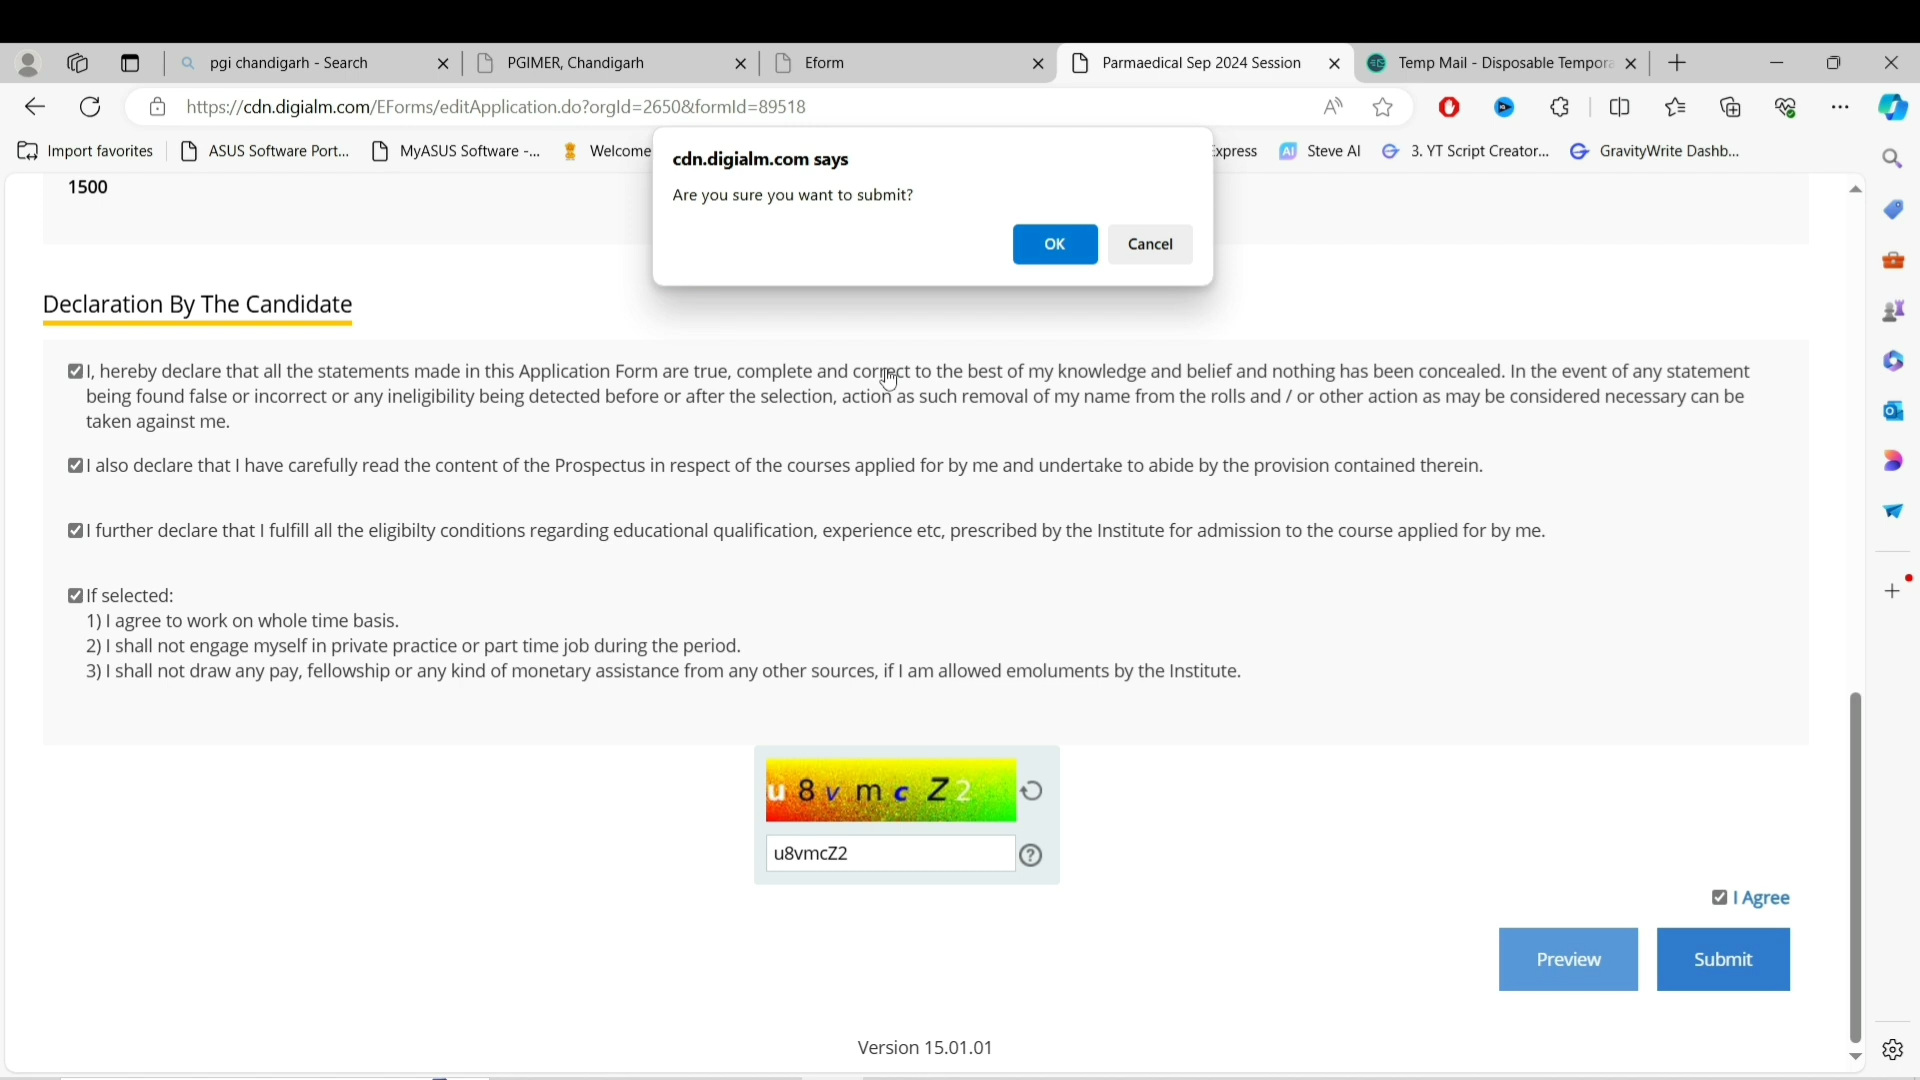 pgi chandigarh - Search
PGIMER, Chandigarh
Eform
Parmaedical Sep 2024 Session
Temp Mail - Disposable Tempora
https://cdn.digialm.com/EForms/editApplication.do?orgId=2650&formId=89518
Import favorites
ASUS Software Port...
MyASUS Software -...
Welcome
xpress
Steve AI
3. YT Script Creator...
GravityWrite Dashb...
cdn.digialm.com says
Are you sure you want to submit?
OK
Cancel
1500
Declaration By The Candidate
I, hereby declare that all the statements made in this Application Form are true, complete and correct to the best of my knowledge and belief and nothing has been concealed. In the event of any statement
being found false or incorrect or any ineligibility being detected before or after the selection, action as such removal of my name from the rolls and / or other action as may be considered necessary can be
taken against me.
I also declare that I have carefully read the content of the Prospectus in respect of the courses applied for by me and undertake to abide by the provision contained therein.
I further declare that I fulfill all the eligibilty conditions regarding educational qualification, experience etc, prescribed by the Institute for admission to the course applied for by me.
If selected:
1) I agree to work on whole time basis.
2) I shall not engage myself in private practice or part time job during the period.
3) I shall not draw any pay, fellowship or any kind of monetary assistance from any other sources, if I am allowed emoluments by the Institute.
u 8 v m c Z 2
u8vmcZ2
I Agree
Preview
Submit
Version 15.01.01